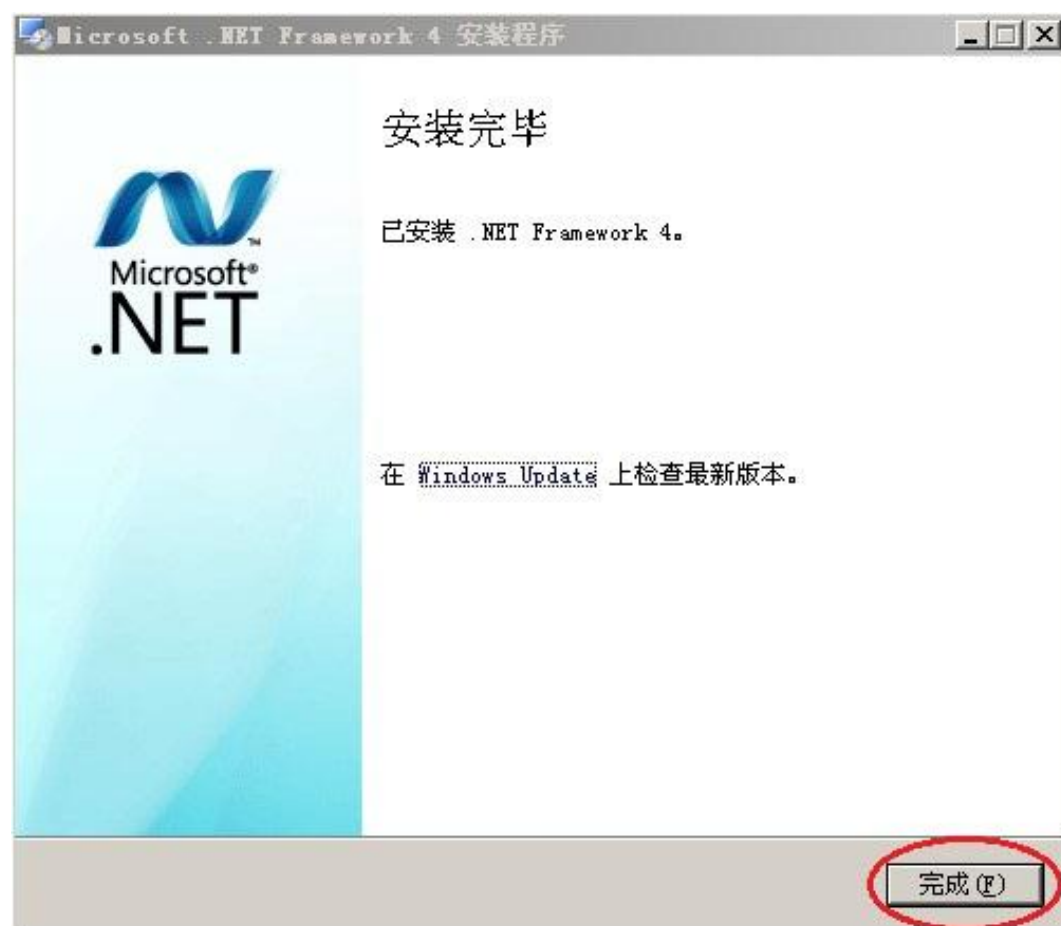 Microsoft .NET Framework 4 安装程序
安装完毕
已安装 .NET Framework 4。
Microsoft®
.NET™
在 Windows Update 上检查最新版本。
完成(F)